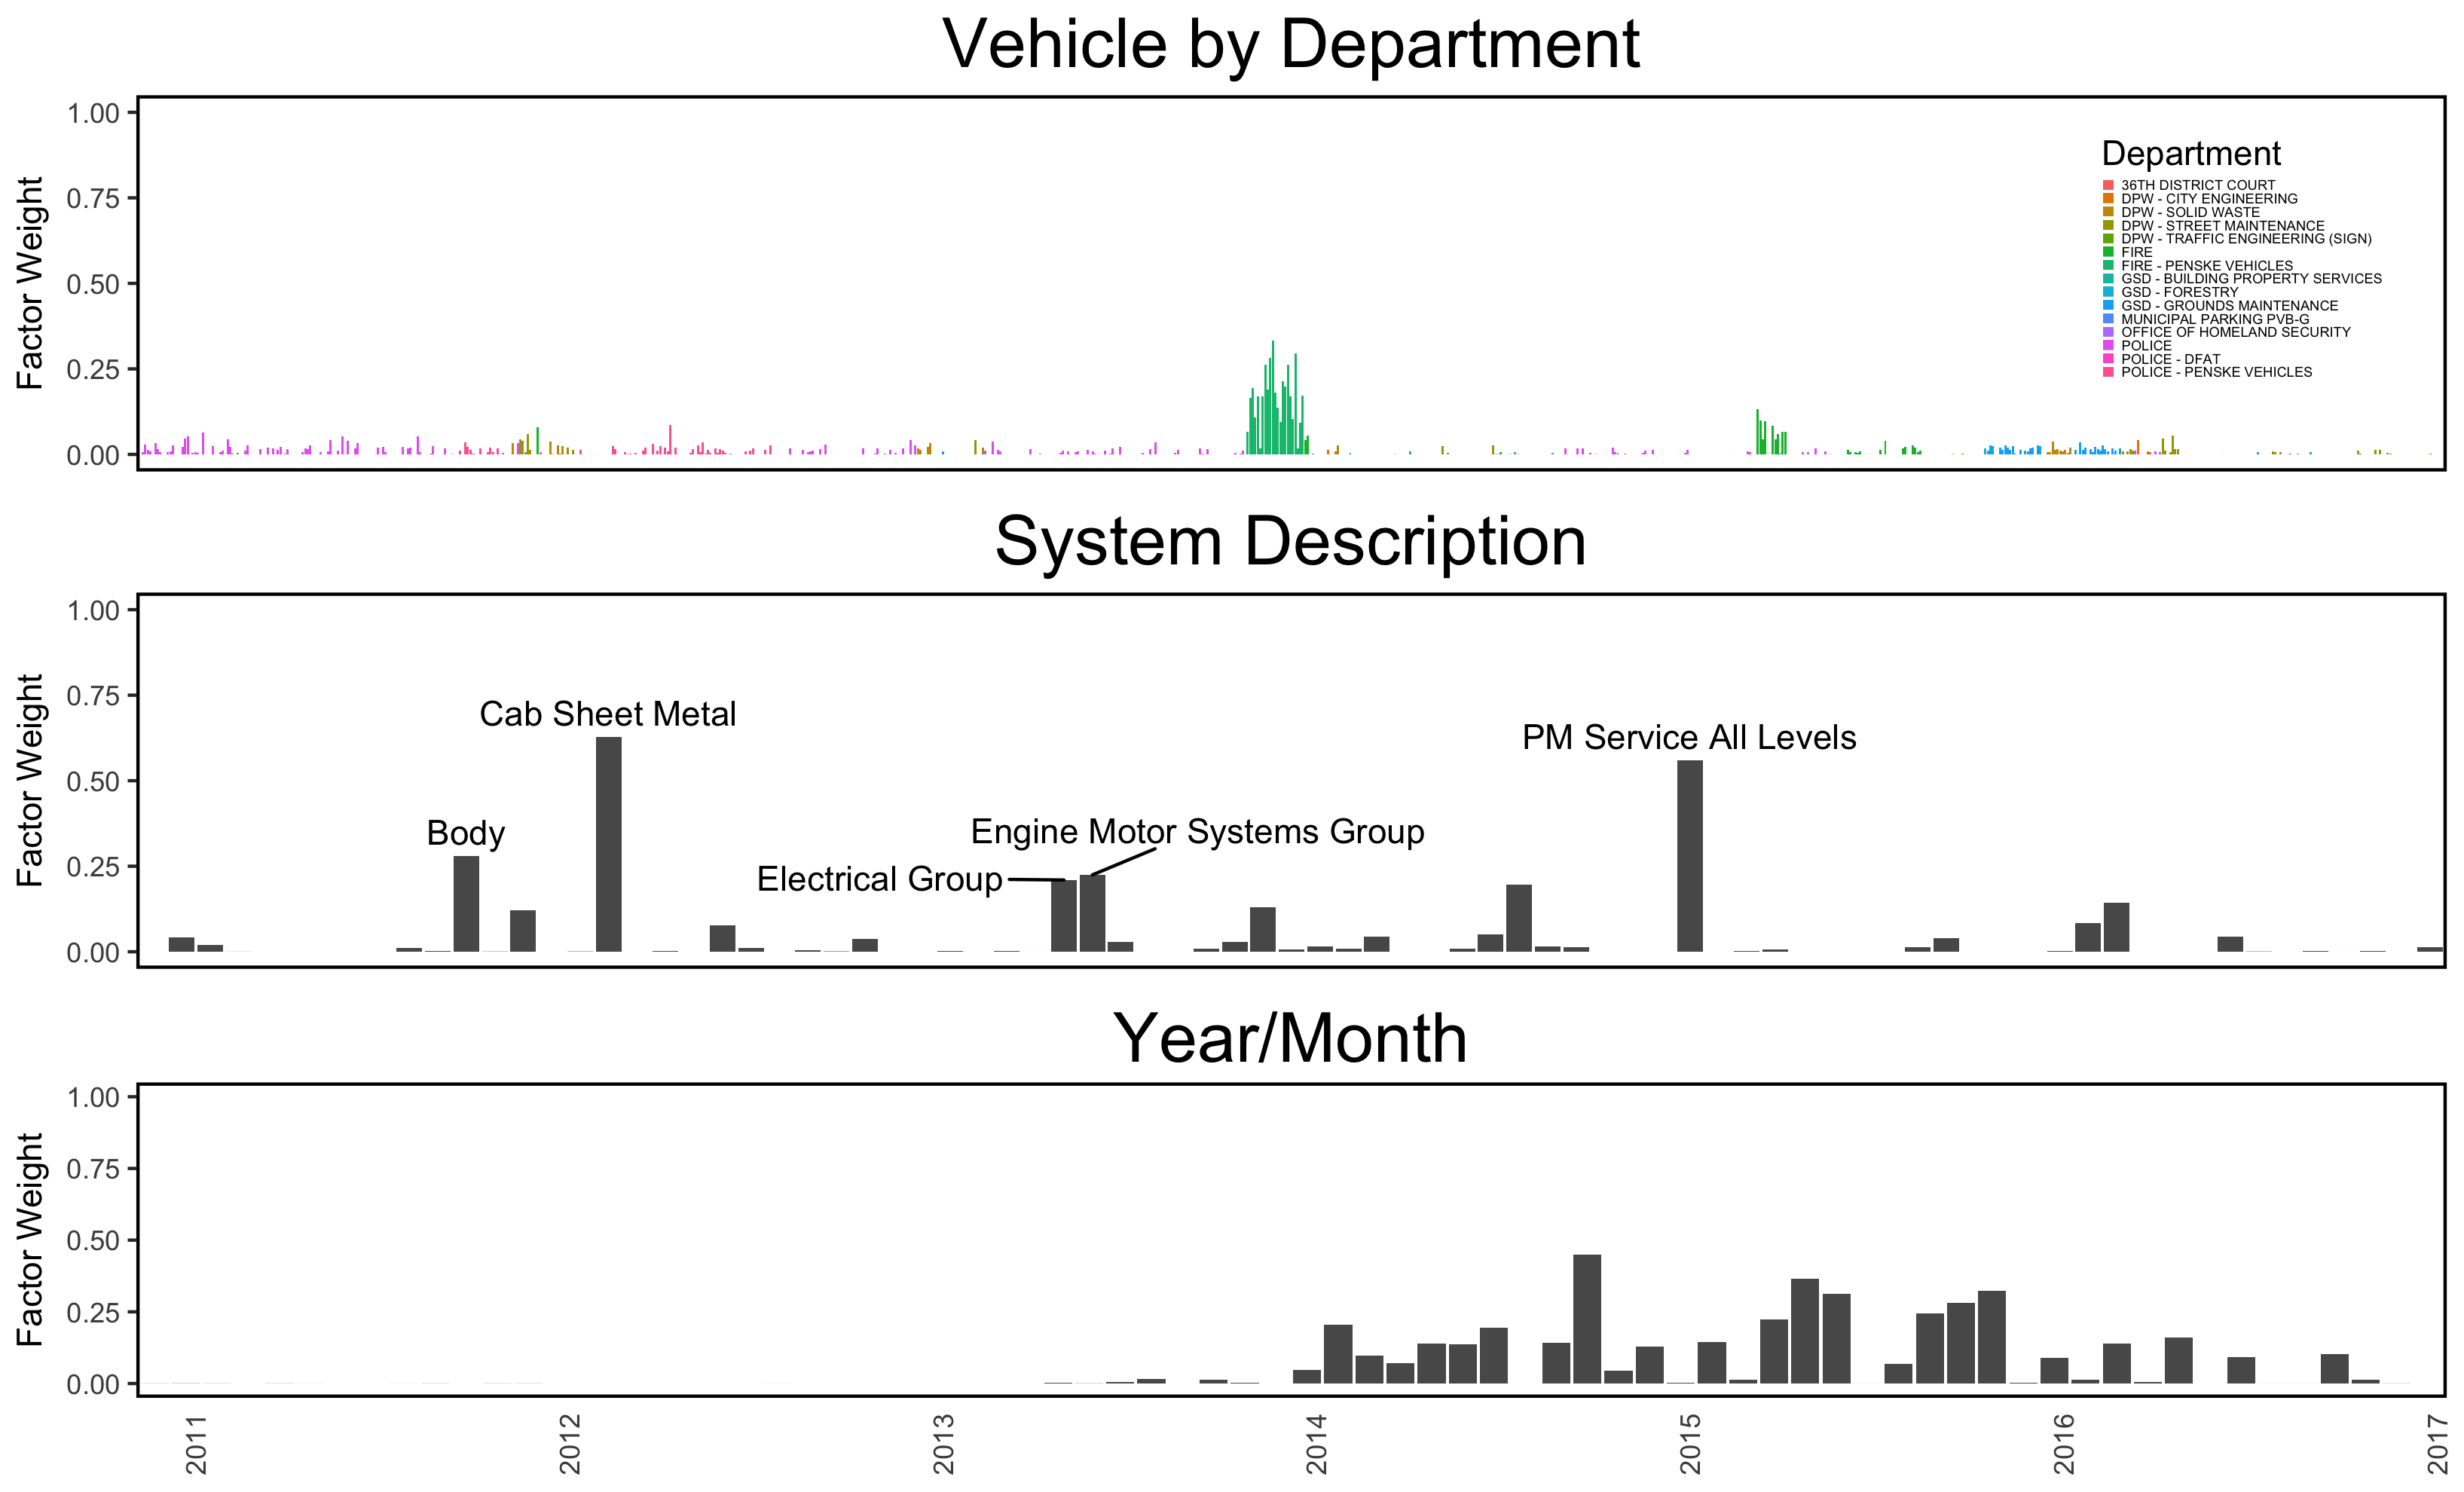 Vehicle by Department
Factor Weight
1.00
0.75
0.50
0.25
0.00
Department
36TH DISTRICT COURT
DPW - CITY ENGINEERING
DPW - SOLID WASTE
DPW - STREET MAINTENANCE
DPW - TRAFFIC ENGINEERING (SIGN)
FIRE
FIRE - PENSKE VEHICLES
GSD - BUILDING PROPERTY SERVICES
GSD - FORESTRY
GSD - GROUNDS MAINTENANCE
MUNICIPAL PARKING PVB-G
OFFICE OF HOMELAND SECURITY
POLICE
POLICE - DFAT
POLICE - PENSKE VEHICLES
System Description
Factor Weight
1.00
0.75
0.50
0.25
0.00
Cab Sheet Metal
PM Service All Levels
Body
Engine Motor Systems Group
Electrical Group
Year/Month
Factor Weight
1.00
0.75
0.50
0.25
0.00
2011
2012
2013
2014
2015
2016
2017